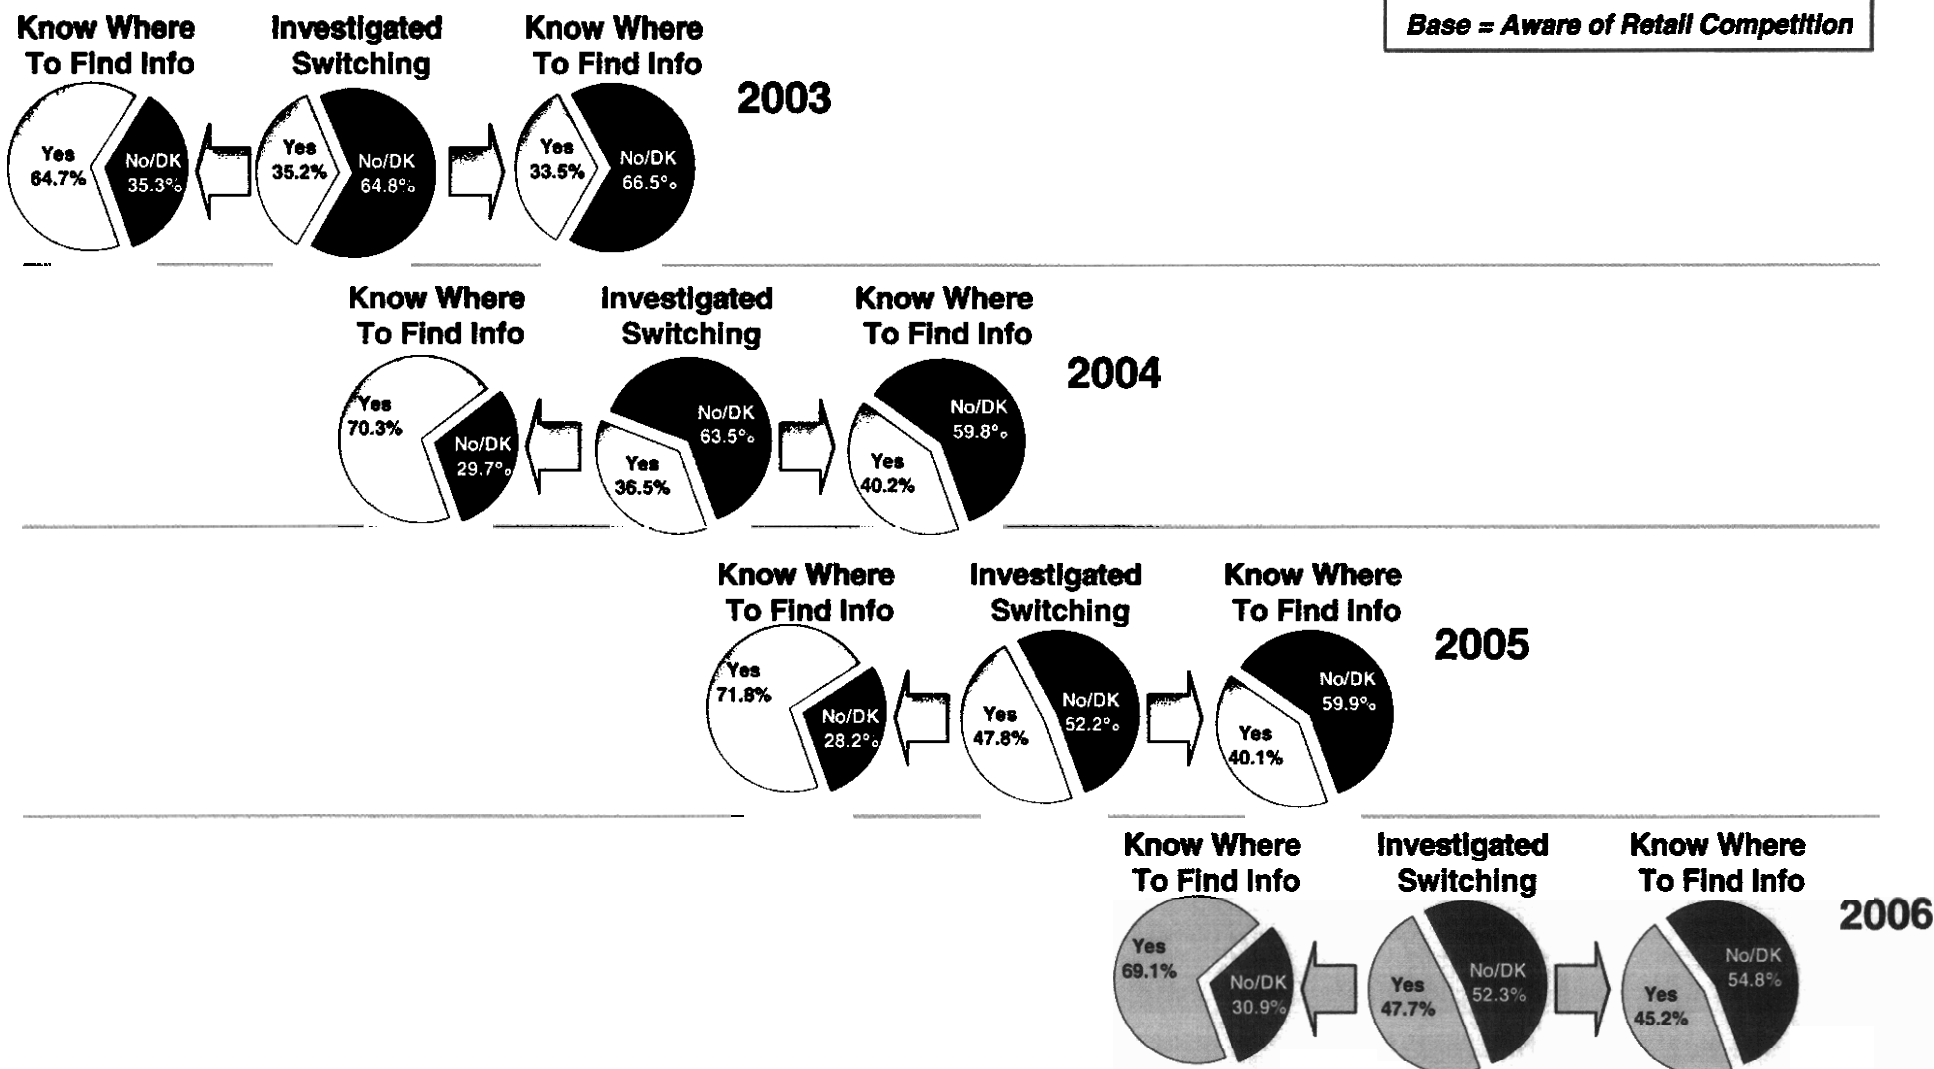 Base = Aware of Retail Competition
Know Where
To Find Info
Investigated
Switching
Know Where
To Find Info
2003
Yes
64.7%
No/DK
35.3%
Yes
35.2%
No/DK
64.8%
Yes
33.5%
No/DK
66.5%
Know Where
To Find Info
Investigated
Switching
Know Where
To Find Info
2004
Yes
70.3%
No/DK
29.7%
Yes
36.5%
No/DK
63.5%
Yes
40.2%
No/DK
59.8%
Know Where
To Find Info
Investigated
Switching
Know Where
To Find Info
2005
Yes
71.8%
No/DK
28.2%
Yes
47.8%
No/DK
52.2%
Yes
40.1%
No/DK
59.9%
Know Where
To Find Info
Investigated
Switching
Know Where
To Find Info
2006
Yes
69.1%
No/DK
30.9%
Yes
47.7%
No/DK
52.3%
Yes
45.2%
No/DK
54.8%